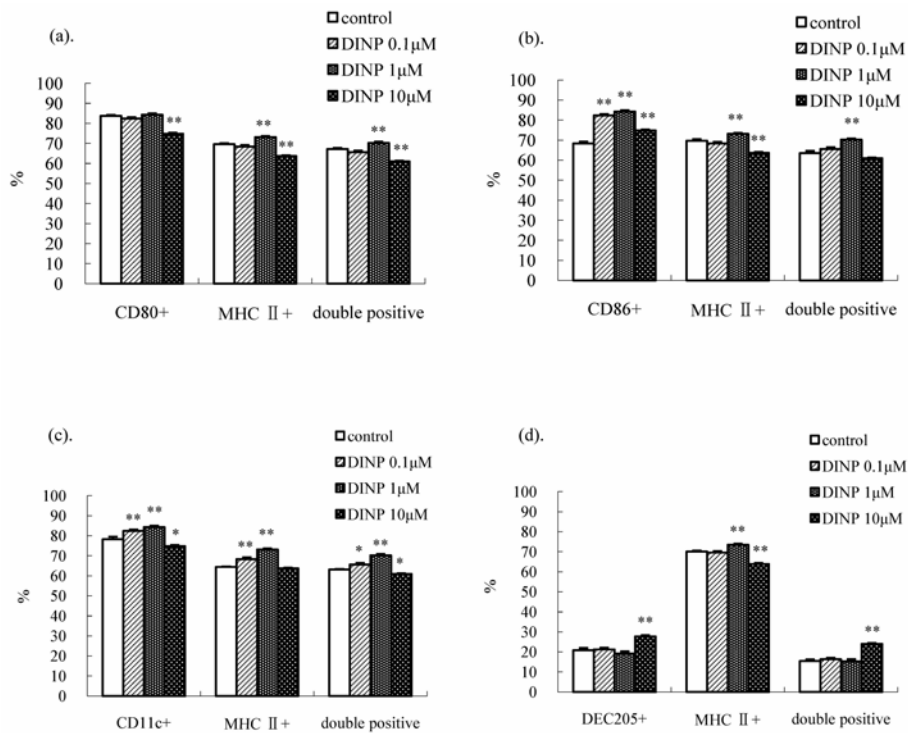 (a).
control
DINP 0.1μM
DINP 1μM
DINP 10μM
100
90
80
70
60
50
40
30
20
10
0
%
**
**
**
**
**
CD80+
MHC Ⅱ+
double positive
(b).
control
DINP 0.1μM
DINP 1μM
DINP 10μM
100
90
80
70
60
50
40
30
20
10
0
%
**
**
**
**
**
**
CD86+
MHC Ⅱ+
double positive
(c).
control
DINP 0.1μM
DINP 1μM
DINP 10μM
100
90
80
70
60
50
40
30
20
10
0
%
**
**
*
**
**
*
**
*
CD11c+
MHC Ⅱ+
double positive
(d).
control
DINP 0.1μM
DINP 1μM
DINP 10μM
100
90
80
70
60
50
40
30
20
10
0
%
**
**
**
**
DEC205+
MHC Ⅱ+
double positive